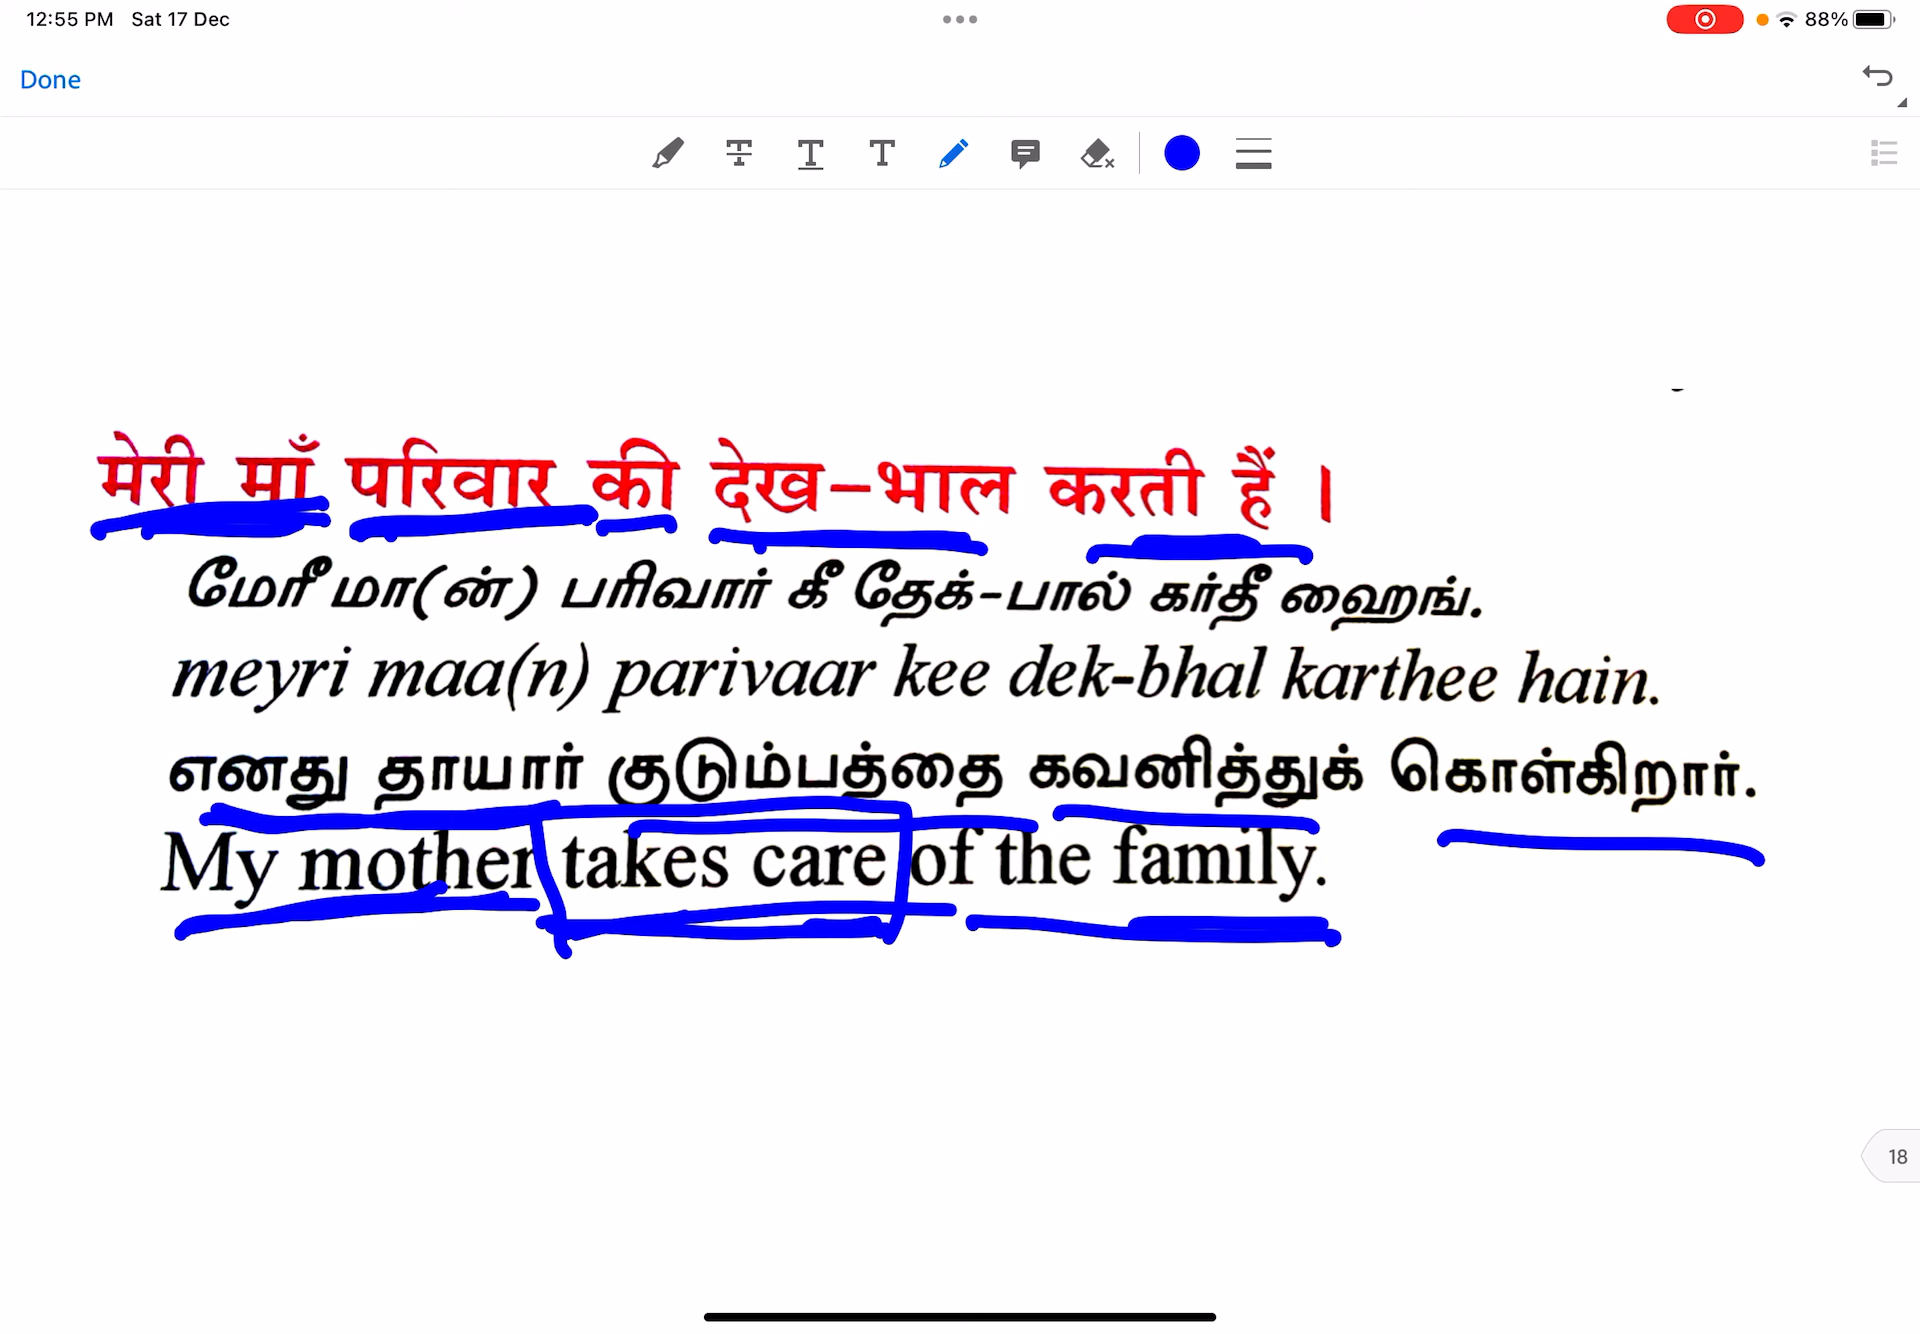 12:55 PM Sat 17 Dec
88%
Done
T T T
मेरी माँ परिवार की देख-भाल करती हैं ।
மேரீ மா(ன்) பரிவார் கீ தேக்-பால் கர்தீ ஹைங்.
meyri maa(n) parivaar kee dek-bhal karthee hain.
எனது தாயார் குடும்பத்தை கவனித்துக் கொள்கிறார்.
My mother takes care of the family.
18